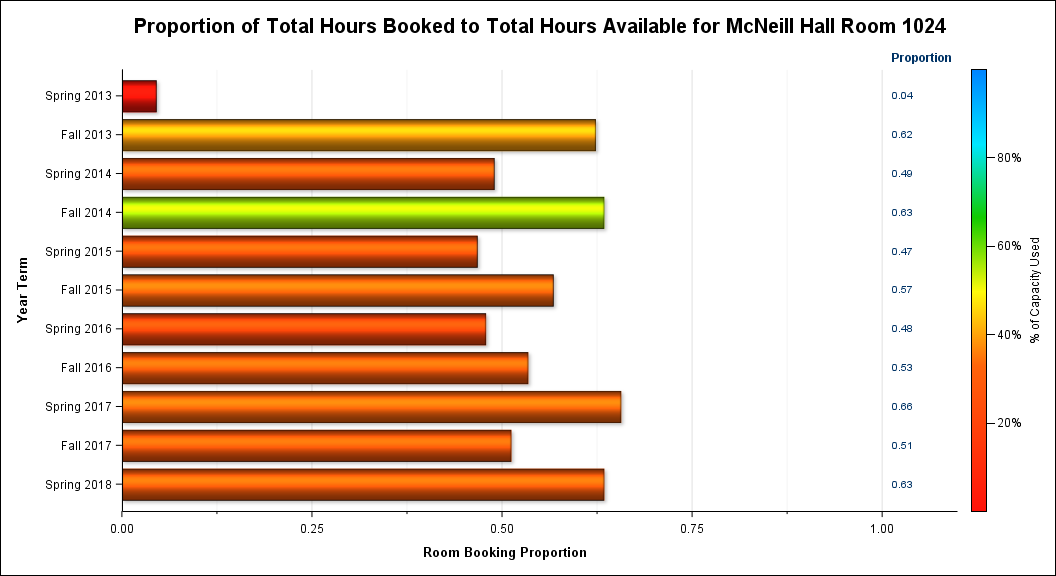 Proportion of Total Hours Booked to Total Hours Available for McNeill Hall Room 1024
Proportion
Spring 2013 0.04
Fall 2013 0.62
Spring 2014 0.49
Fall 2014 0.63
Spring 2015 0.47
Fall 2015 0.57
Spring 2016 0.48
Fall 2016 0.53
Spring 2017 0.66
Fall 2017 0.51
Spring 2018 0.63
Year Term
0.00 0.25 0.50 0.75 1.00
Room Booking Proportion
80%
60%
40%
20%
% of Capacity Used